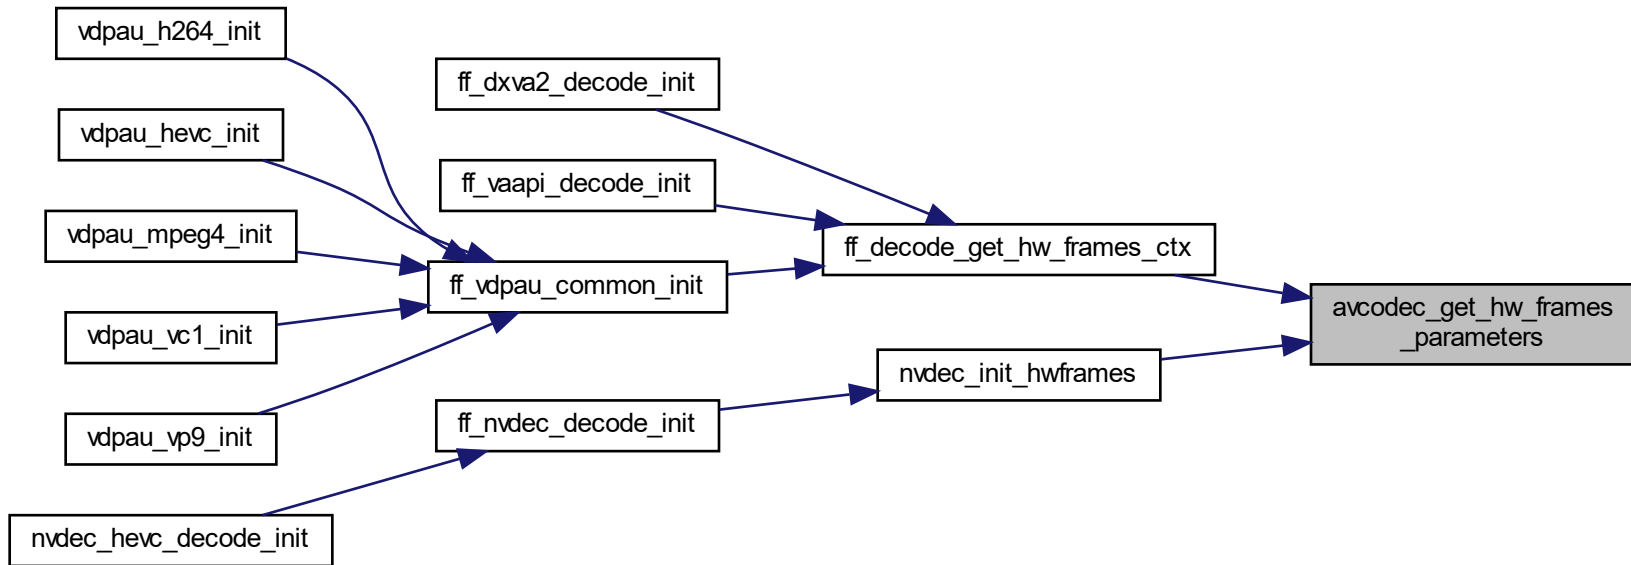 vdpau_h264_init
ff_dxva2_decode_init
vdpau_hevc_init
ff_vaapi_decode_init
vdpau_mpeg4_init
ff_decode_get_hw_frames_ctx
ff_vdpau_common_init
avcodec_get_hw_frames
_parameters
vdpau_vc1_init
nvdec_init_hwframes
ff_nvdec_decode_init
vdpau_vp9_init
nvdec_hevc_decode_init